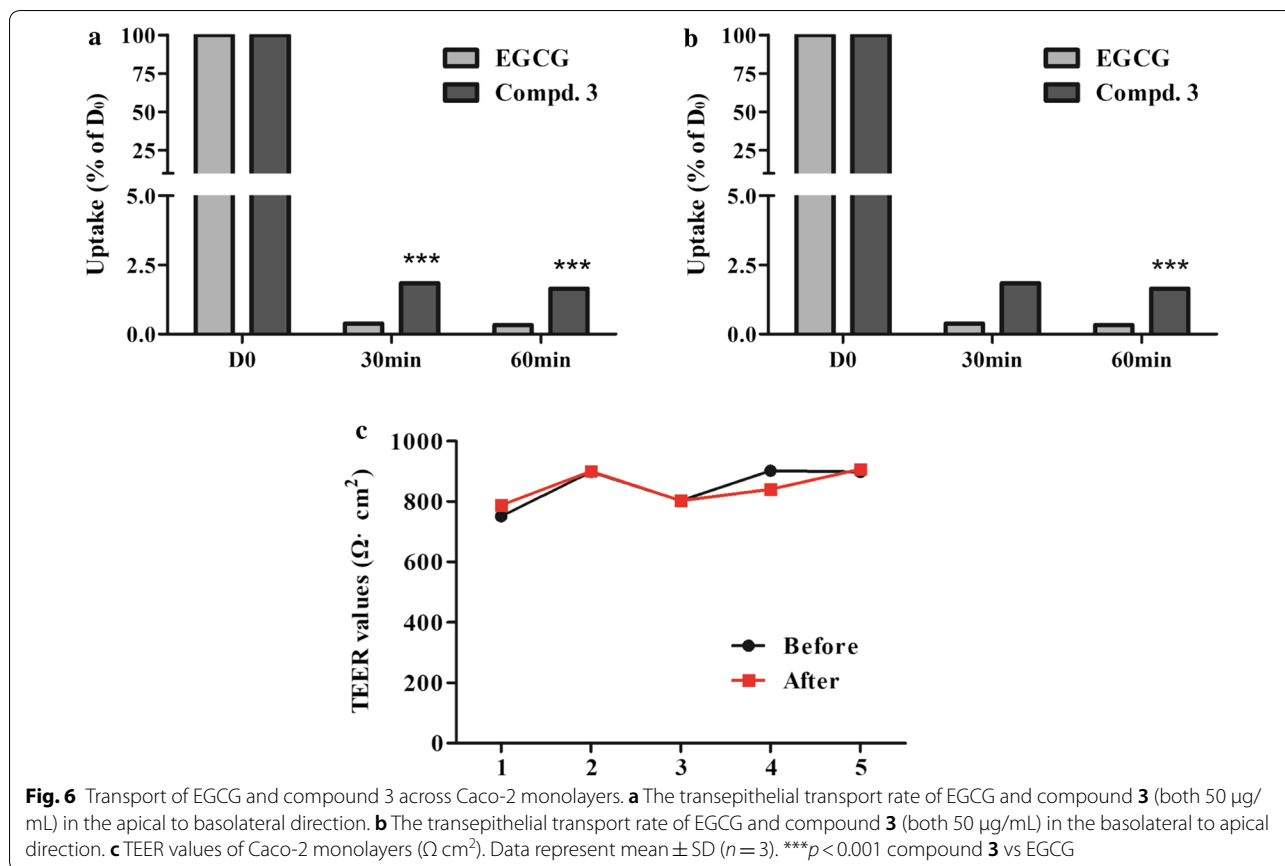 a
100
75
50
25
5.0
2.5
0.0
Uptake (% of D₀)
EGCG
Compd. 3
***
***
D0 30min 60min
b
100
75
50
25
5.0
2.5
0.0
Uptake (% of D₀)
EGCG
Compd. 3
***
D0 30min 60min
c
1000
800
600
400
200
0
TEER values (Ω· cm²)
Before
After
1 2 3 4 5
Fig. 6 Transport of EGCG and compound 3 across Caco-2 monolayers. a The transepithelial transport rate of EGCG and compound 3 (both 50 µg/
mL) in the apical to basolateral direction. b The transepithelial transport rate of EGCG and compound 3 (both 50 µg/mL) in the basolateral to apical
direction. c TEER values of Caco-2 monolayers (Ω cm²). Data represent mean ± SD (n = 3). ***p < 0.001 compound 3 vs EGCG